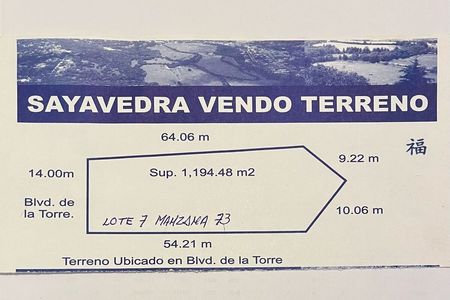 SAYAVEDRA VENDO TERRENO
64.06 m
福
9.22 m
14.00m
Sup. 1,194.48 m2
Blvd. de
la Torre.
10.06 m
LOTE 7 MANZANA 73
54.21 m
Terreno Ubicado en Blvd. de la Torre